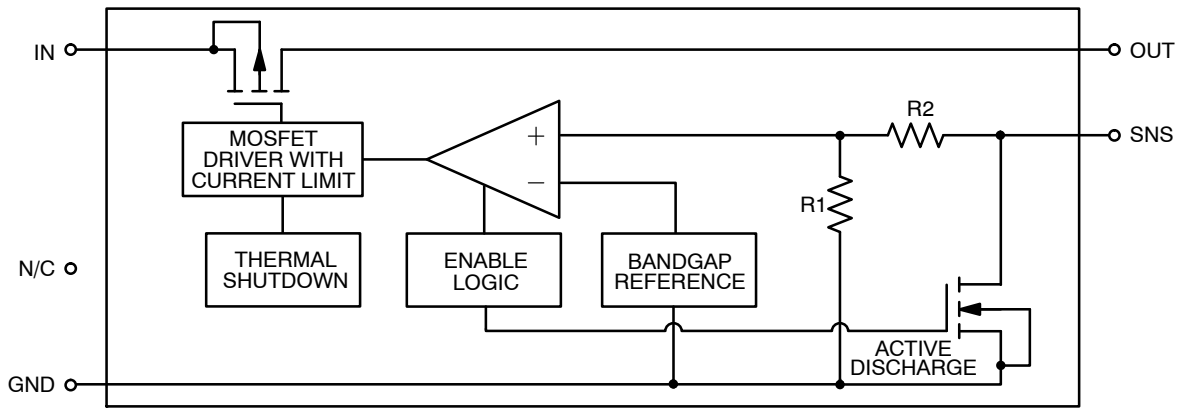 IN
OUT
R2
+
SNS
MOSFET
DRIVER WITH
CURRENT LIMIT
−
R1
N/C
THERMAL
SHUTDOWN
ENABLE
LOGIC
BANDGAP
REFERENCE
ACTIVE
DISCHARGE
GND